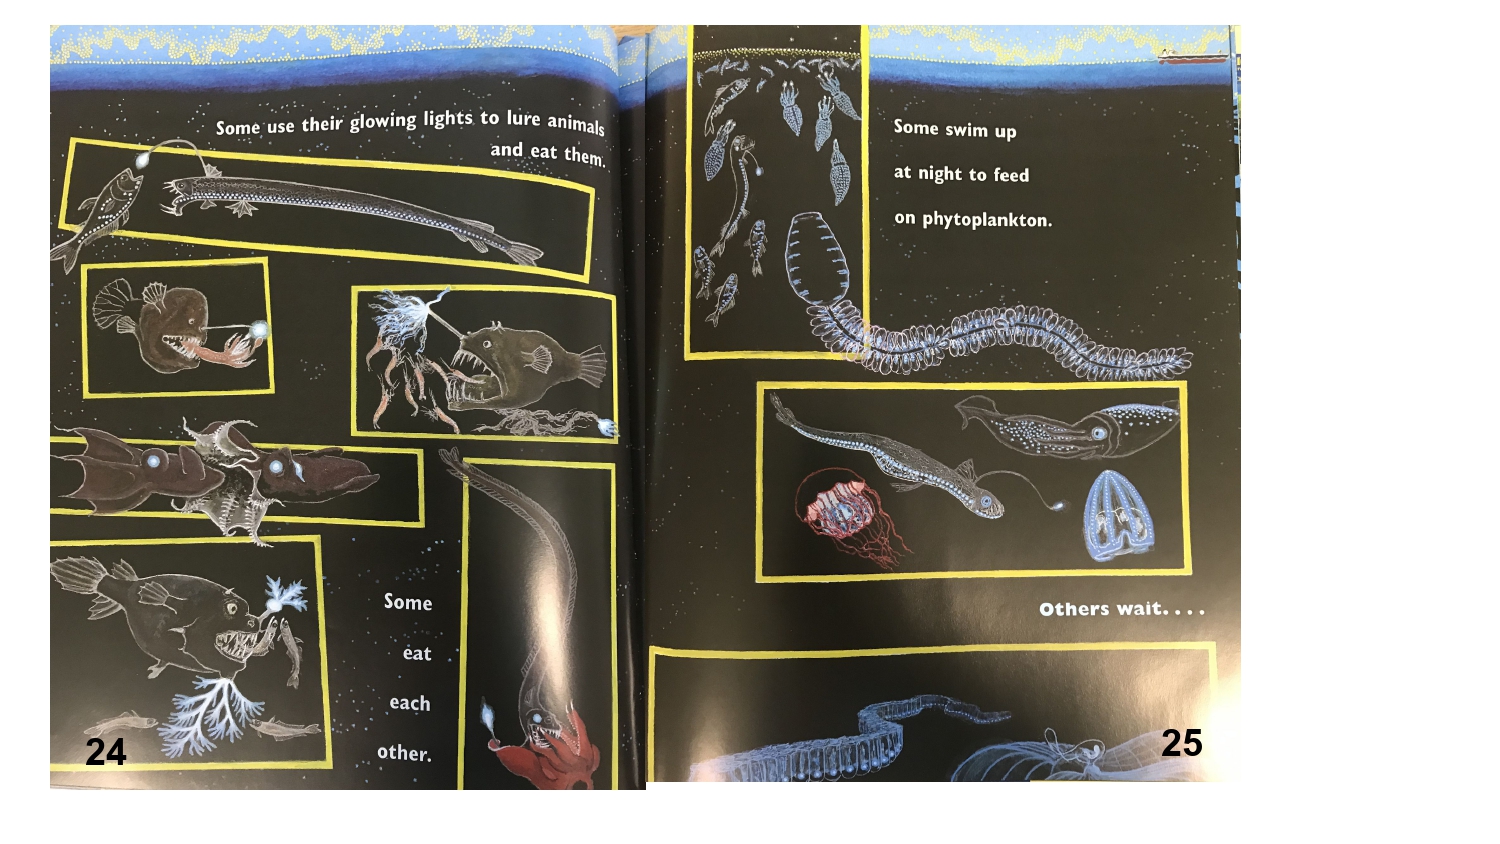 Some use their glowing lights to lure animals
and eat them.
Some
eat
each
other.
24
Some swim up
at night to feed
on phytoplankton.
Others wait. . . .
25